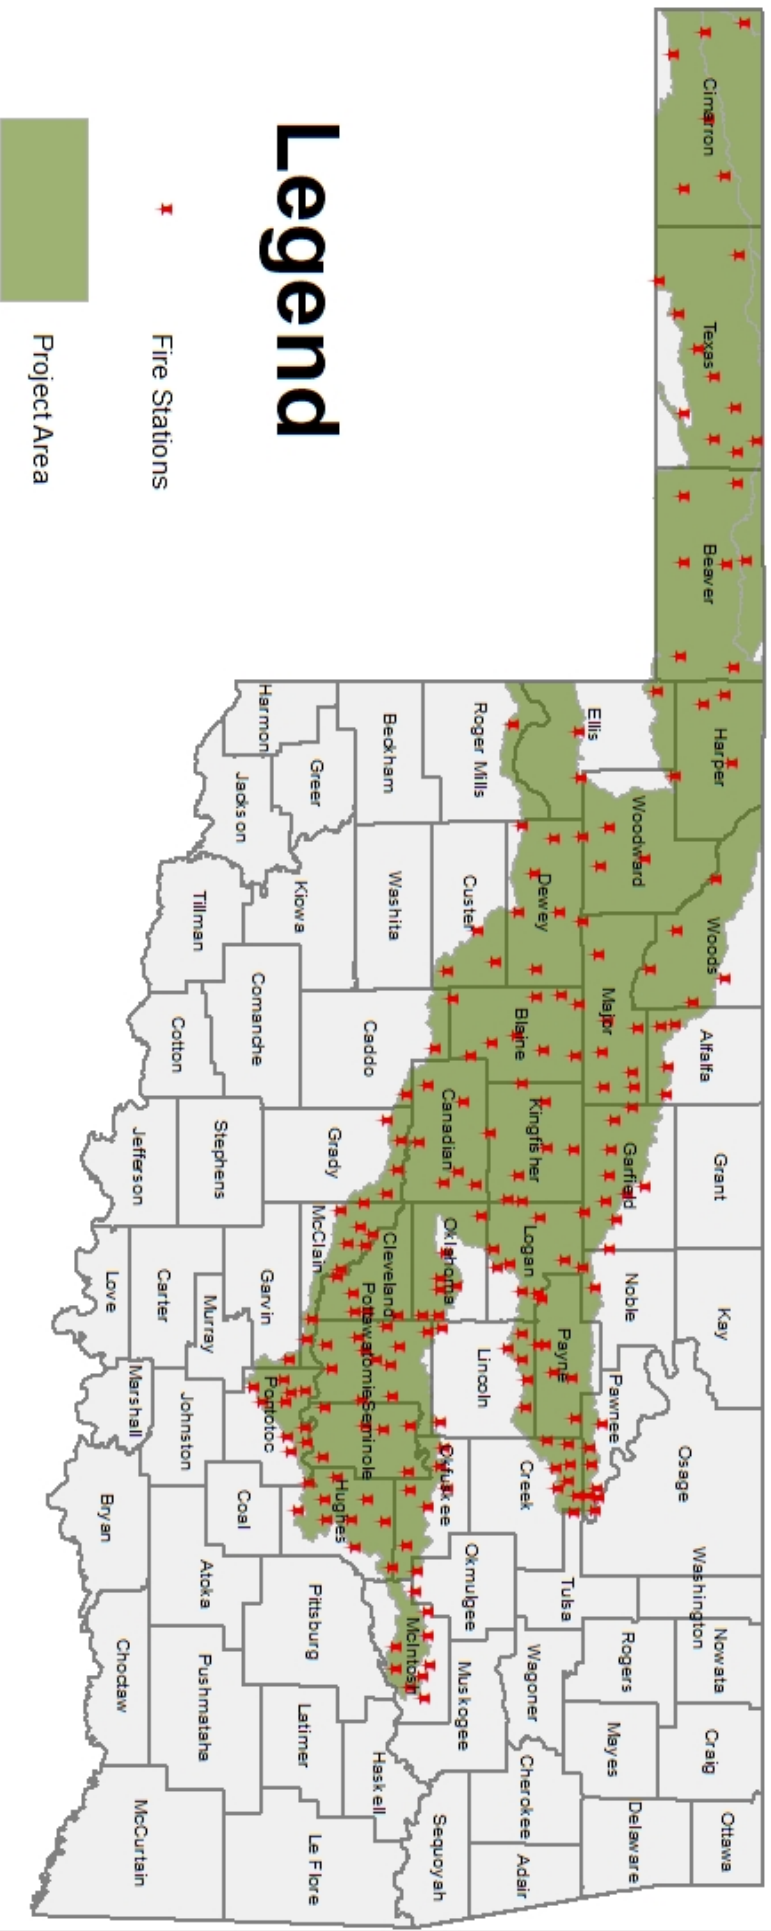 Cimarron
Texas
Beaver
Harper
Ellis
Woodward
Woods
Alfalfa
Grant
Kay
Osage
Washington
Nowata
Craig
Ottawa
Roger Mills
Dewey
Major
Garfield
Noble
Pawnee
Rogers
Mayes
Delaware
Beckham
Custer
Blaine
Kingfisher
Logan
Payne
Creek
Tulsa
Wagoner
Cherokee
Adair
Washita
Canadian
Oklahoma
Lincoln
Okfuskee
Okmulgee
Muskogee
Sequoyah
Harmon
Greer
Kiowa
Caddo
Grady
McClain
Cleveland
Pottawatomie
Seminole
Hughes
McIntosh
Haskell
Jackson
Tillman
Comanche
Cotton
Stephens
Jefferson
Garvin
Pontotoc
Pittsburg
Latimer
Le Flore
Murray
Carter
Love
Johnston
Marshall
Coal
Atoka
Pushmataha
Bryan
Choctaw
McCurtain
Legend
Fire Stations
Project Area